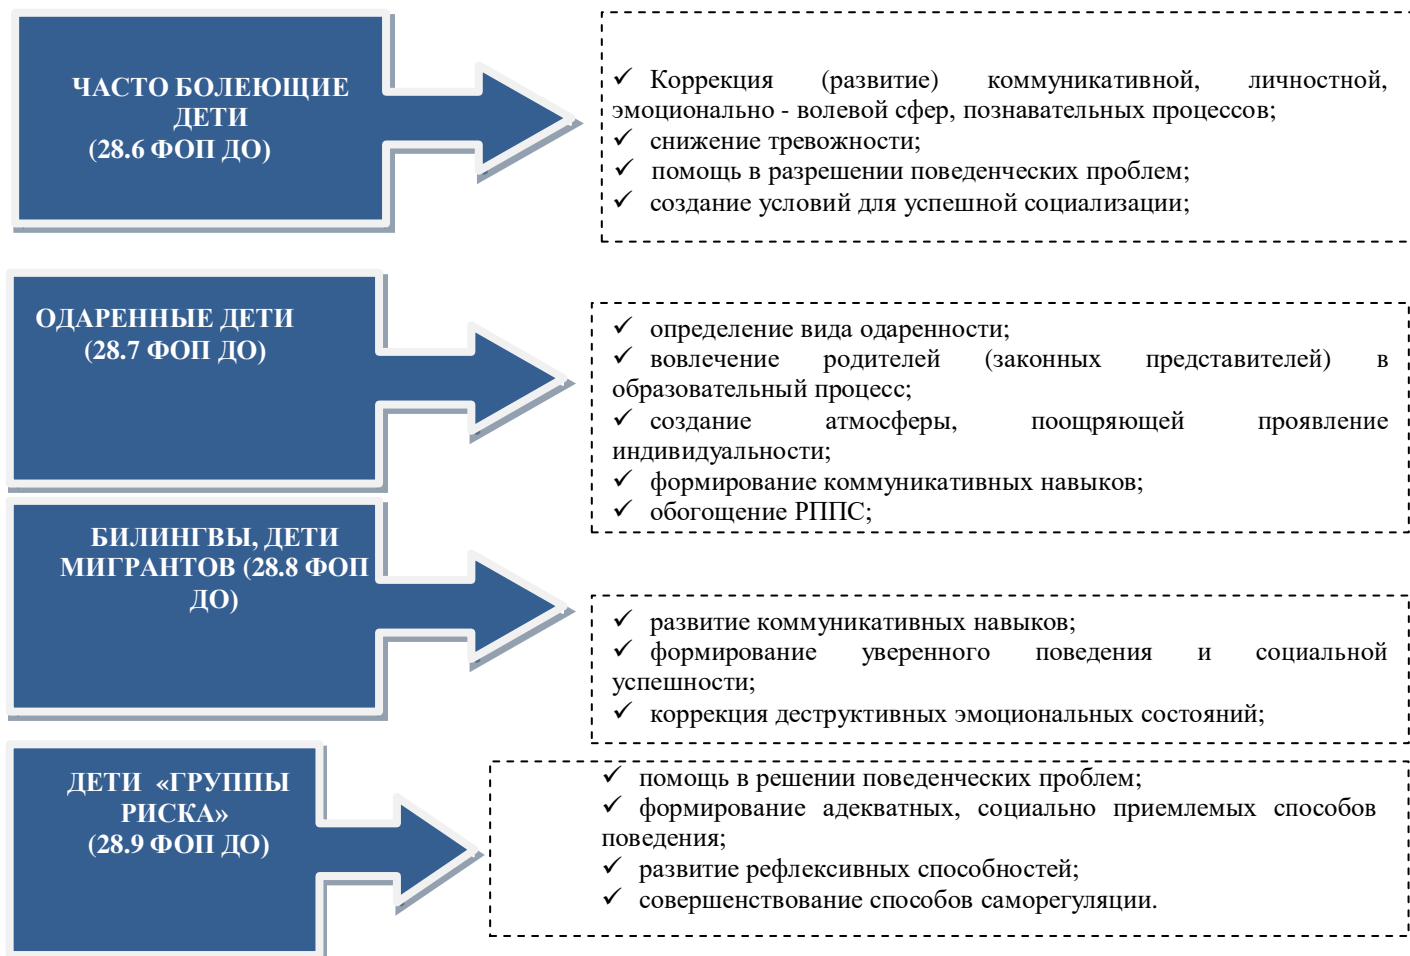 ЧАСТО БОЛЕЮЩИЕ
ДЕТИ
(28.6 ФОП ДО)
✓ Коррекция (развитие) коммуникативной, личностной,
эмоционально - волевой сфер, познавательных процессов;
✓ снижение тревожности;
✓ помощь в разрешении поведенческих проблем;
✓ создание условий для успешной социализации;
ОДАРЕННЫЕ ДЕТИ
(28.7 ФОП ДО)
✓ определение вида одаренности;
✓ вовлечение родителей (законных представителей) в
образовательный процесс;
✓ создание атмосферы, поощряющей проявление
индивидуальности;
✓ формирование коммуникативных навыков;
✓ обогощение РППС;
БИЛИНГВЫ, ДЕТИ
МИГРАНТОВ (28.8 ФОП
ДО)
✓ развитие коммуникативных навыков;
✓ формирование уверенного поведения и социальной
успешности;
✓ коррекция деструктивных эмоциональных состояний;
ДЕТИ «ГРУППЫ
РИСКА»
(28.9 ФОП ДО)
✓ помощь в решении поведенческих проблем;
✓ формирование адекватных, социально приемлемых способов
поведения;
✓ развитие рефлексивных способностей;
✓ совершенствование способов саморегуляции.